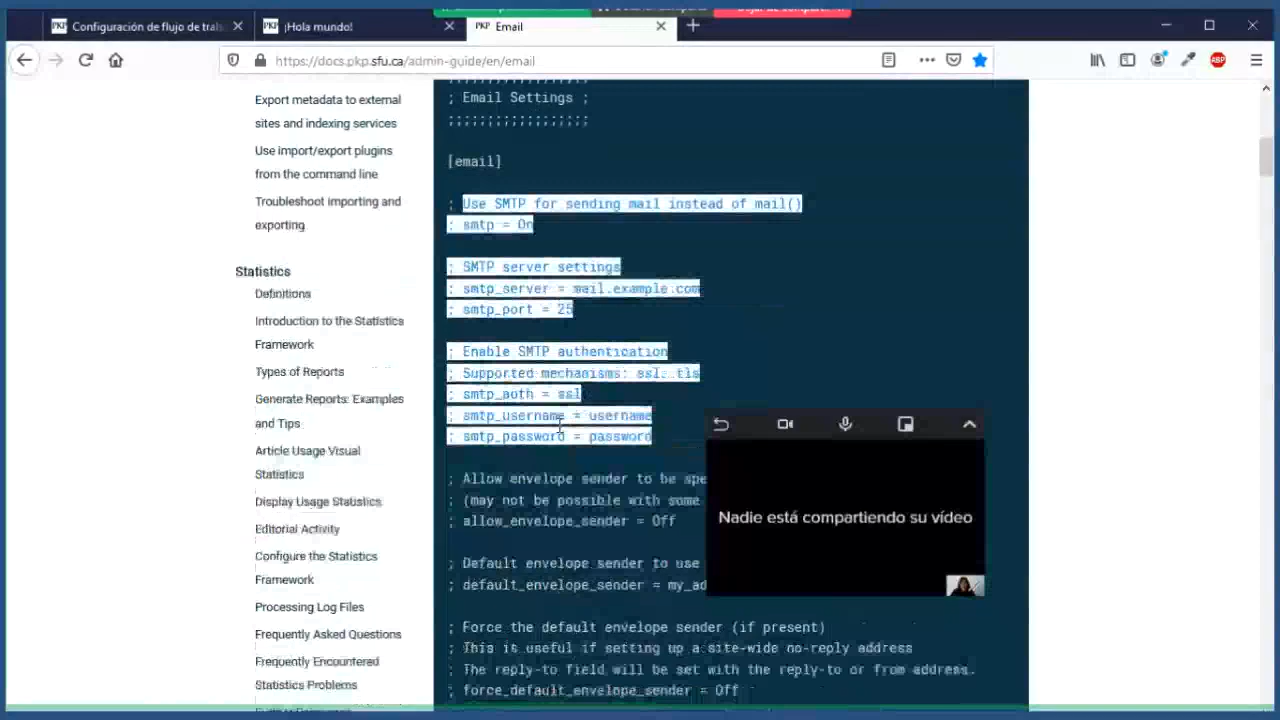 Configuración de flujo de tra
¡Hola mundo!
Email
https://docs.pkp.sfu.ca/admin-guide/en/email
ABP
Export metadata to external
sites and indexing services
Use import/export plugins
from the command line
Troubleshoot importing and
exporting
Statistics
Definitions
Introduction to the Statistics
Framework
Types of Reports
Generate Reports: Examples
and Tips
Article Usage Visual
Statistics
Display Usage Statistics
Editorial Activity
Configure the Statistics
Framework
Processing Log Files
Frequently Asked Questions
Frequently Encountered
Statistics Problems
;;;;;;;;;;;;;;;;;;
; Email Settings ;
;;;;;;;;;;;;;;;;;;
[email]
; Use SMTP for sending mail instead of mail()
; smtp = On
; SMTP server settings
; smtp_server = mail.example.com
; smtp_port = 25
; Enable SMTP authentication
; Supported mechanisms: ssl, tls
; smtp_auth = ssl
; smtp_username = username
; smtp_password = password
; Allow envelope sender to be spe
; (may not be possible with some
; allow_envelope_sender = Off
; Default envelope sender to use
; default_envelope_sender = my_ad
; Force the default envelope sender (if present)
; This is useful if setting up a site-wide no-reply address
; The reply-to field will be set with the reply-to or from address.
; force_default_envelope_sender = Off
Nadie está compartiendo su vídeo